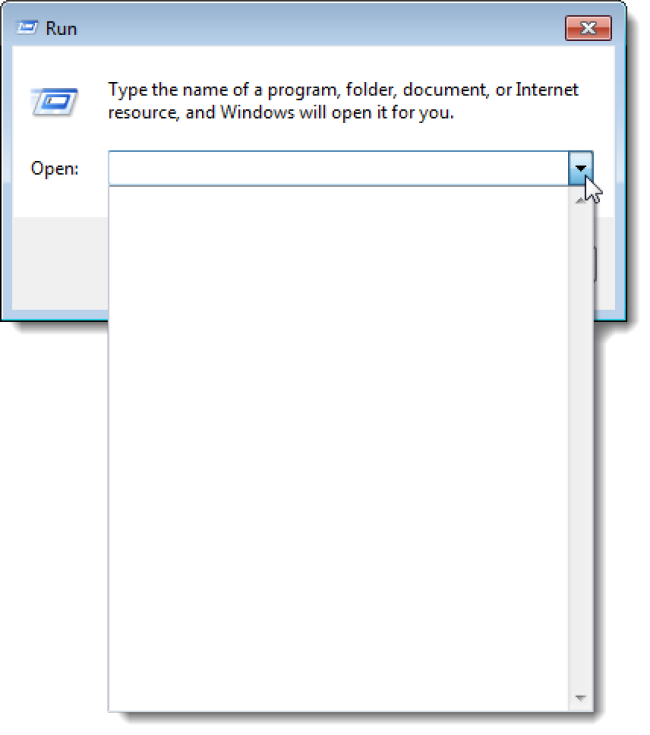 Run
Type the name of a program, folder, document, or Internet
resource, and Windows will open it for you.
Open: